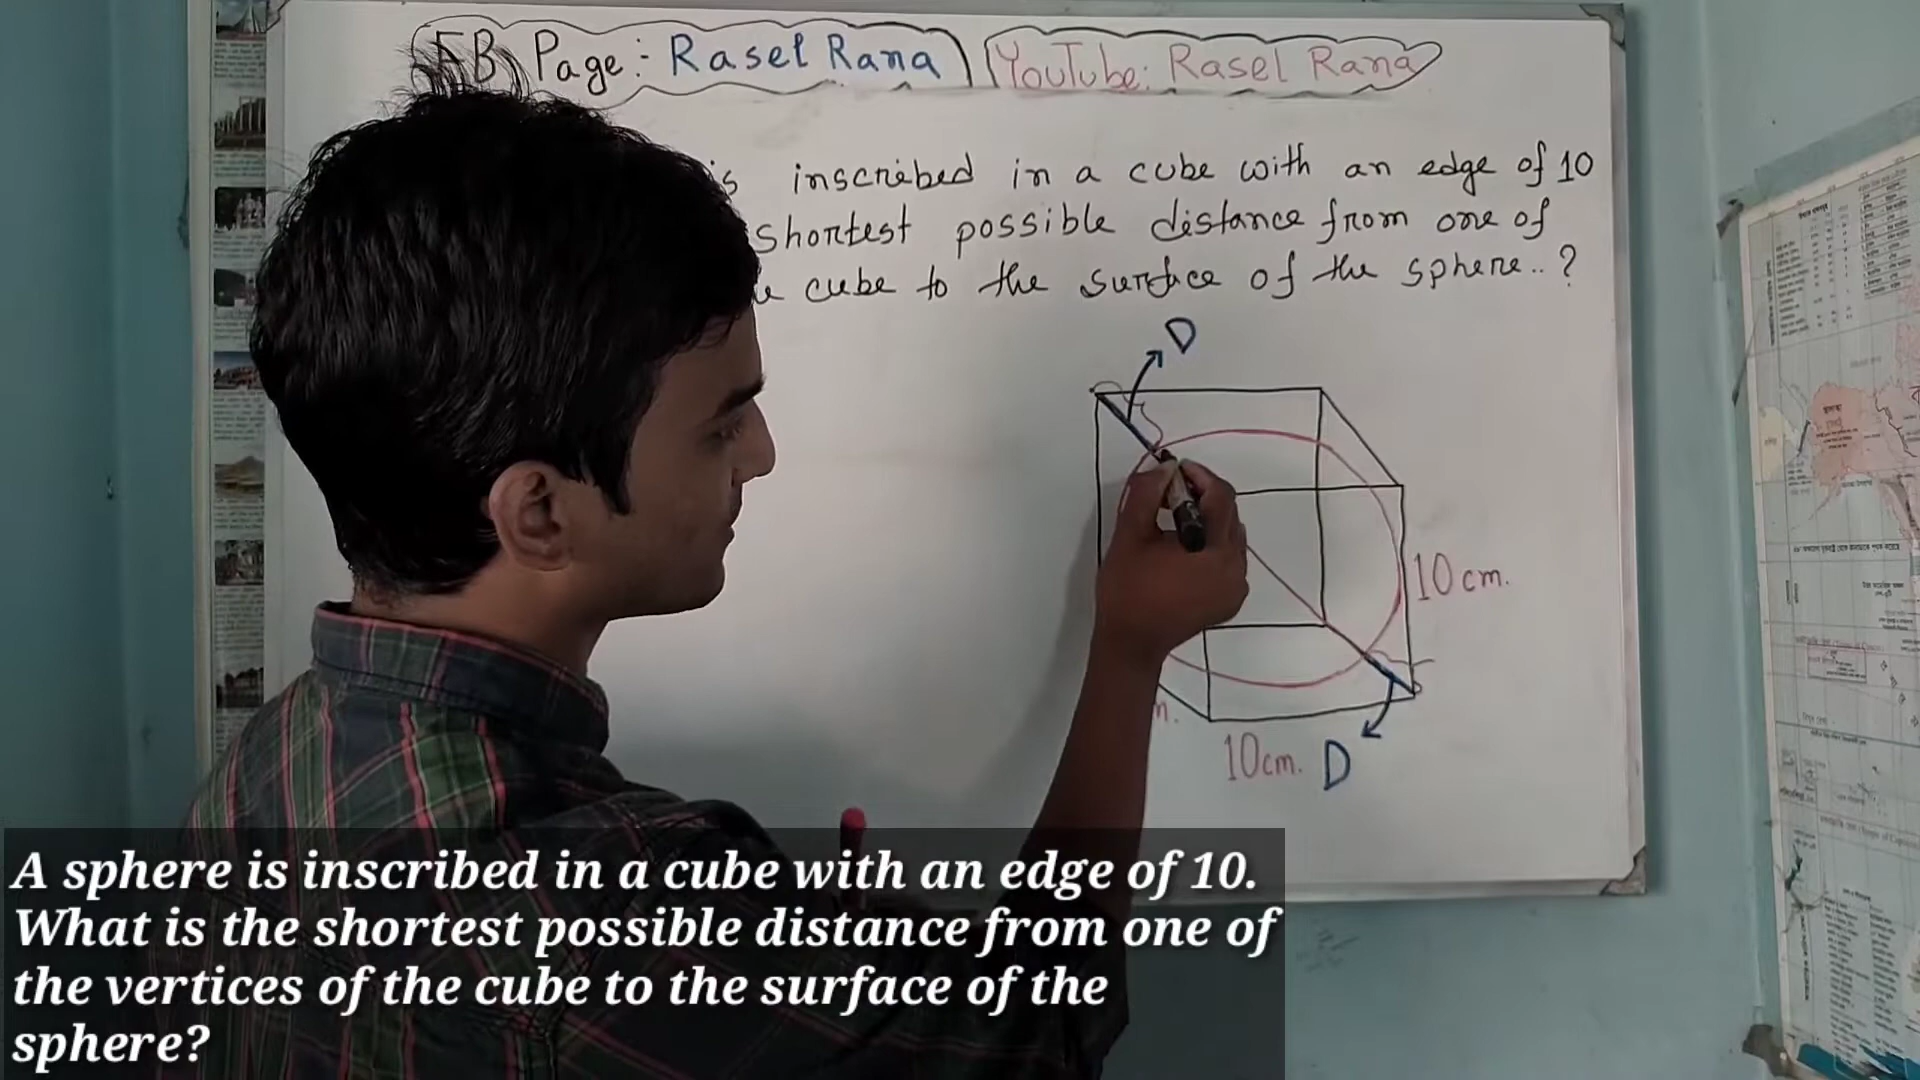 FB Page:- Rasel Rana
YouTube: Rasel Rana
is inscribed in a cube with an edge of 10
shortest possible distance from one of
cube to the surface of the sphere..?
D
10 cm.
10cm. D
A sphere is inscribed in a cube with an edge of 10.
What is the shortest possible distance from one of
the vertices of the cube to the surface of the
sphere?